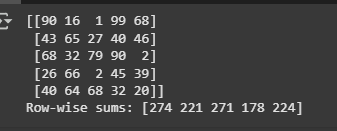 [[90 16  1 99 68]
 [43 65 27 40 46]
 [68 32 79 90  2]
 [26 66  2 45 39]
 [40 64 68 32 20]]
Row-wise sums: [274 221 271 178 224]